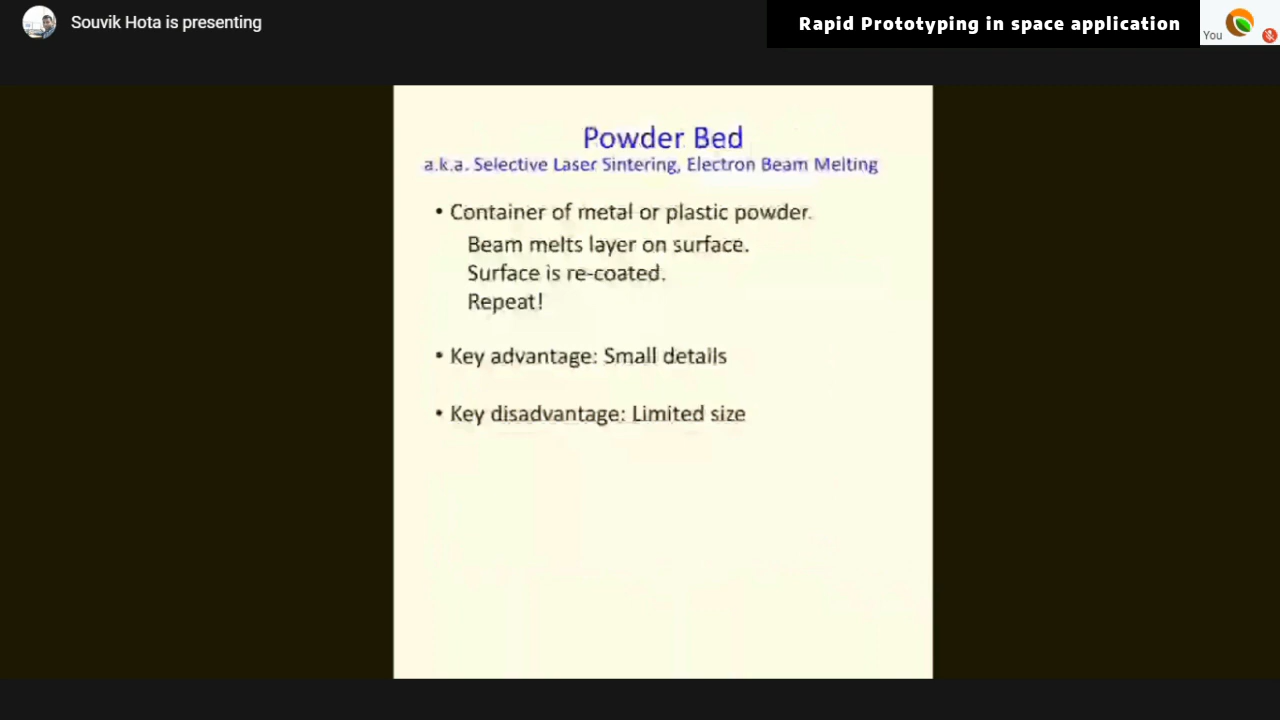 Souvik Hota is presenting
Rapid Prototyping in space application
You
Powder Bed
a.k.a. Selective Laser Sintering, Electron Beam Melting
• Container of metal or plastic powder.
Beam melts layer on surface.
Surface is re-coated.
Repeat!
• Key advantage: Small details
• Key disadvantage: Limited size